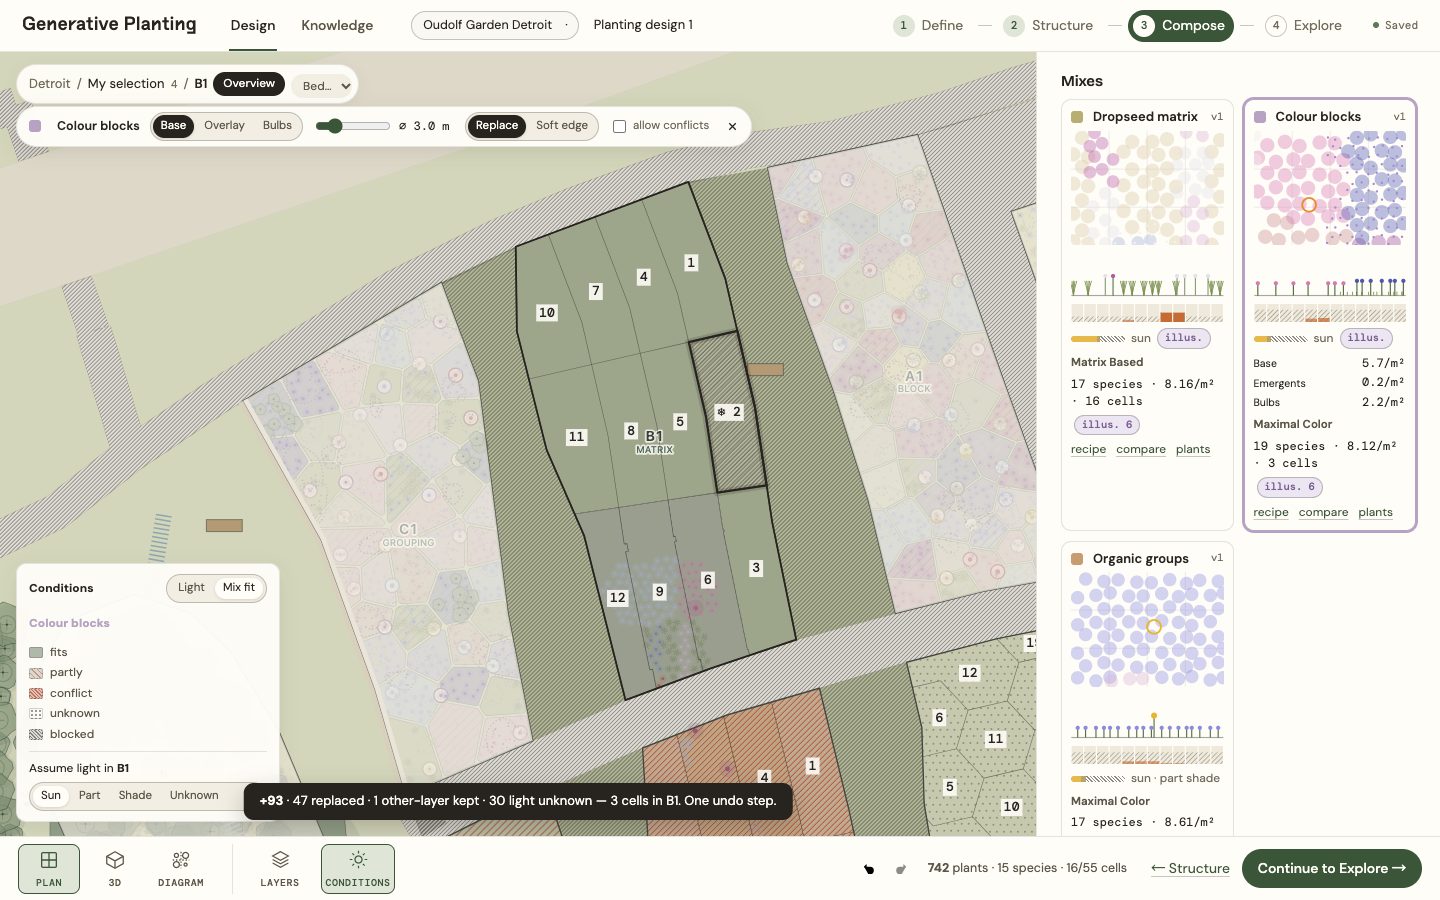 Generative Planting
Design
Knowledge
Oudolf Garden Detroit ·
Planting design 1
1 Define
2 Structure
3 Compose
4 Explore
Saved
Detroit / My selection 4 / B1
Overview
Bed...
Colour blocks
Base
Overlay
Bulbs
⌀ 3.0 m
Replace
Soft edge
allow conflicts
×
10
7
4
1
11
8
5
❄ 2
B1
MATRIX
12
9
6
3
A1
BLOCK
C1
GROUPING
4
1
12
6
11
5
10
Conditions
Light
Mix fit
Colour blocks
fits
partly
conflict
unknown
blocked
Assume light in B1
Sun
Part
Shade
Unknown
+93 · 47 replaced · 1 other-layer kept · 30 light unknown — 3 cells in B1. One undo step.
Mixes
Dropseed matrix v1
sun illus.
Matrix Based
17 species · 8.16/m²
· 16 cells
illus. 6
recipe compare plants
Colour blocks v1
sun illus.
Base 5.7/m²
Emergents 0.2/m²
Bulbs 2.2/m²
Maximal Color
19 species · 8.12/m²
· 3 cells
illus. 6
recipe compare plants
Organic groups v1
sun · part shade
Maximal Color
17 species · 8.61/m²
PLAN
3D
DIAGRAM
LAYERS
CONDITIONS
742 plants · 15 species · 16/55 cells
← Structure
Continue to Explore →